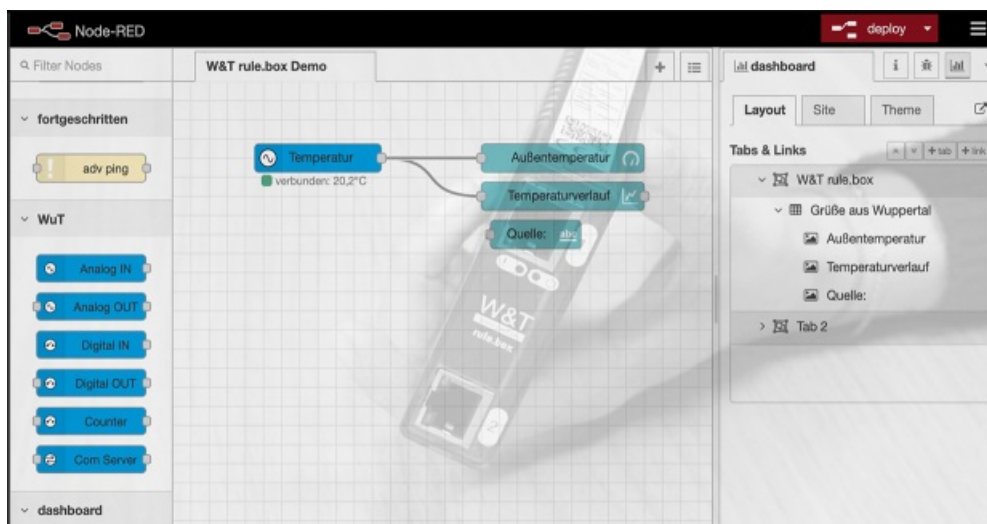 Node-RED
deploy
Filter Nodes
W&T rule.box Demo
dashboard
i
fortgeschritten
adv ping
WuT
Analog IN
Analog OUT
Digital IN
Digital OUT
Counter
Com Server
dashboard
Temperatur
verbunden: 20,2°C
Außentemperatur
Temperaturverlauf
Quelle:
abc
W&T
rule.box
2
Layout
Site
Theme
Tabs & Links
+ tab
+ link
W&T rule.box
Grüße aus Wuppertal
Außentemperatur
Temperaturverlauf
Quelle:
Tab 2